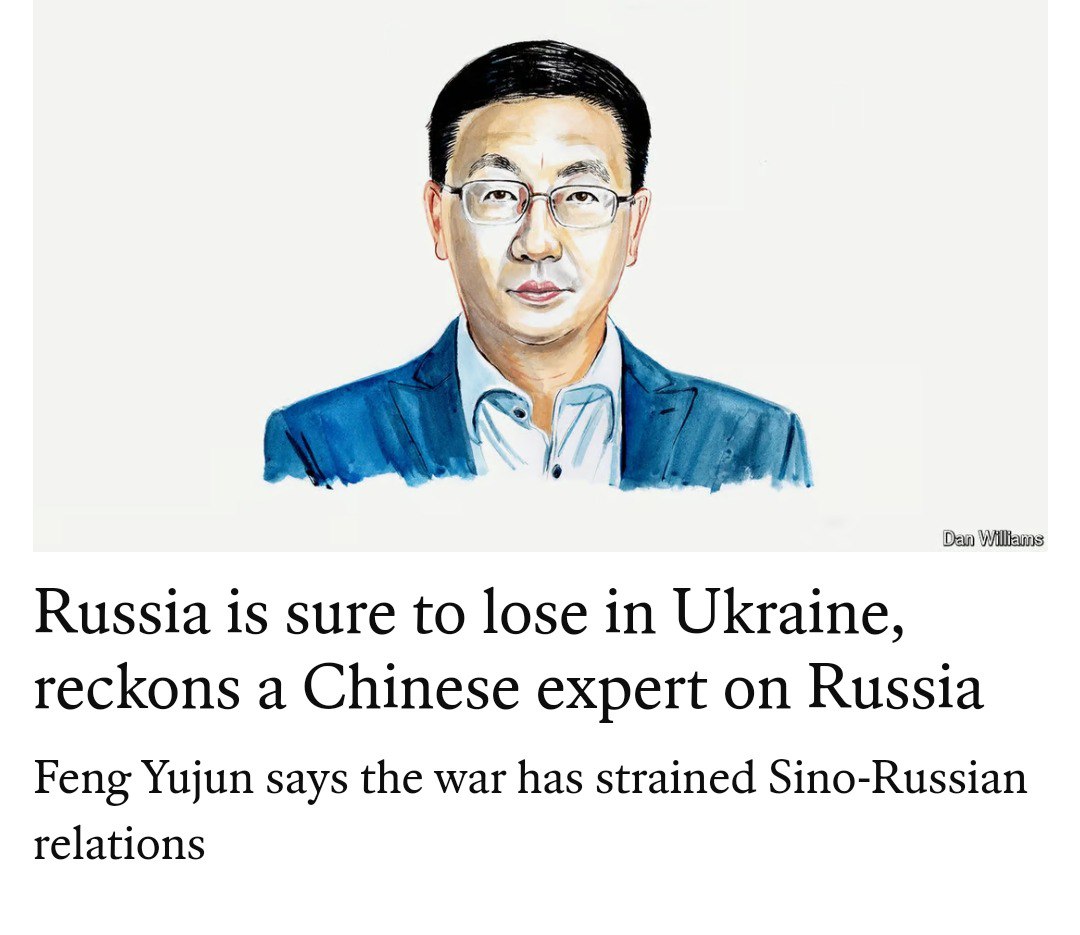 Dan Williams
Russia is sure to lose in Ukraine,
reckons a Chinese expert on Russia
Feng Yujun says the war has strained Sino-Russian
relations